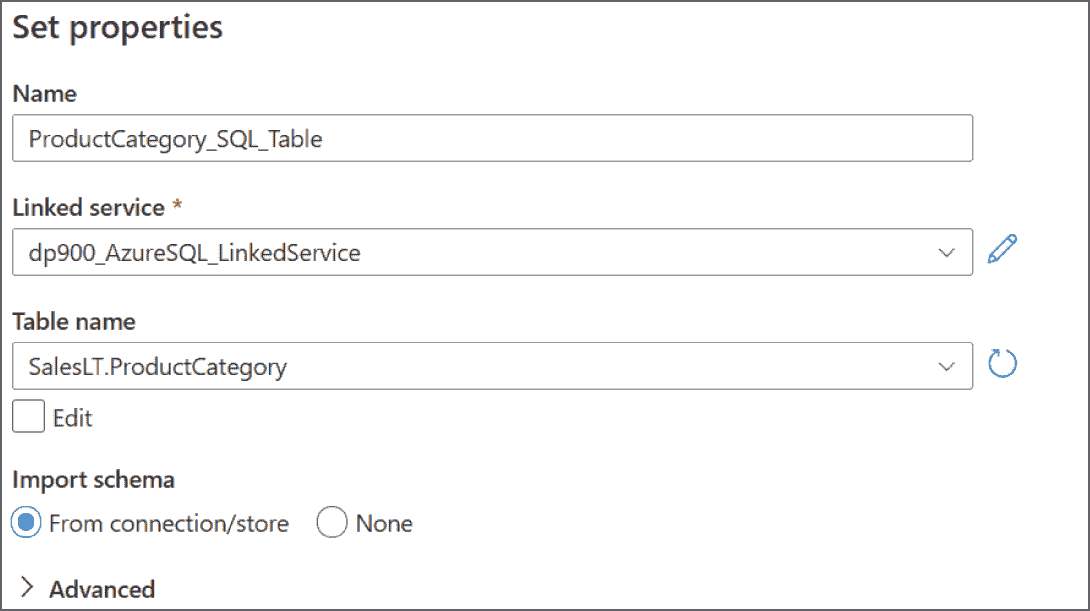 Set properties
Name
ProductCategory_SQL_Table
Linked service *
dp900_AzureSQL_LinkedService
Table name
SalesLT.ProductCategory
Edit
Import schema
From connection/store None
Advanced